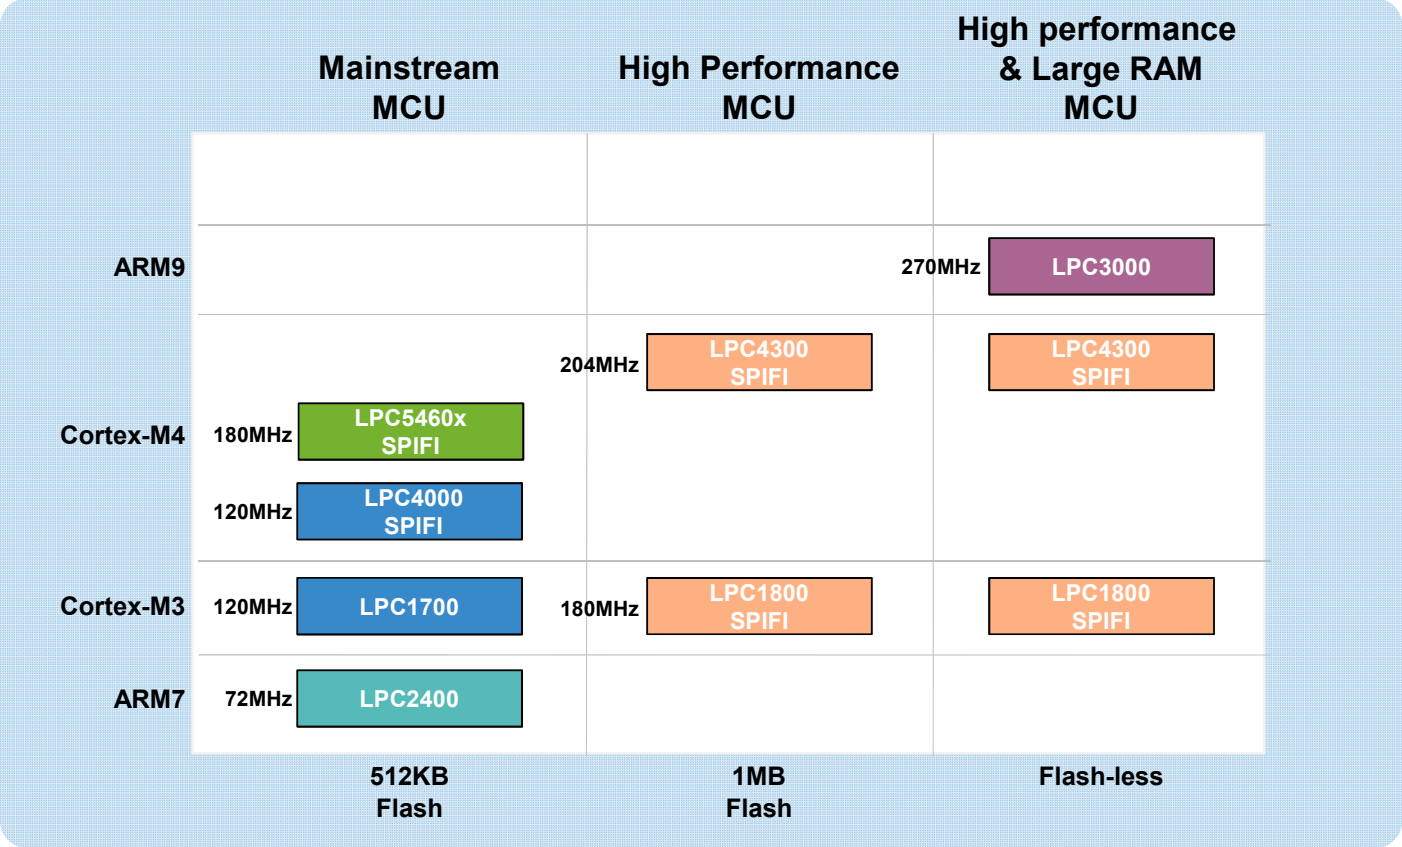 Mainstream
MCU
High Performance
MCU
High performance
& Large RAM
MCU
ARM9
270MHz
LPC3000
Cortex-M4
204MHz
LPC4300
SPIFI
LPC4300
SPIFI
180MHz
LPC5460x
SPIFI
120MHz
LPC4000
SPIFI
Cortex-M3
120MHz
LPC1700
180MHz
LPC1800
SPIFI
LPC1800
SPIFI
ARM7
72MHz
LPC2400
512KB
Flash
1MB
Flash
Flash-less